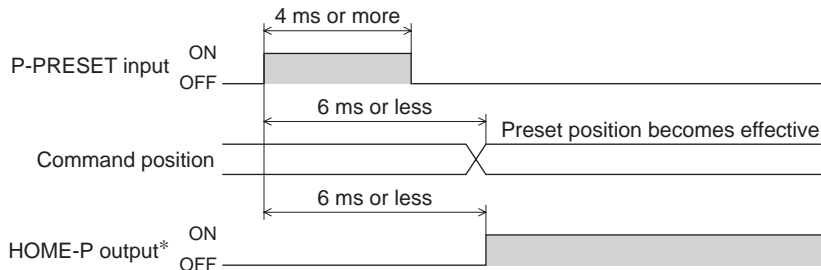 4 ms or more
ON
P-PRESET input
OFF
6 ms or less
Preset position becomes effective
Command position
6 ms or less
ON
HOME-P output*
OFF